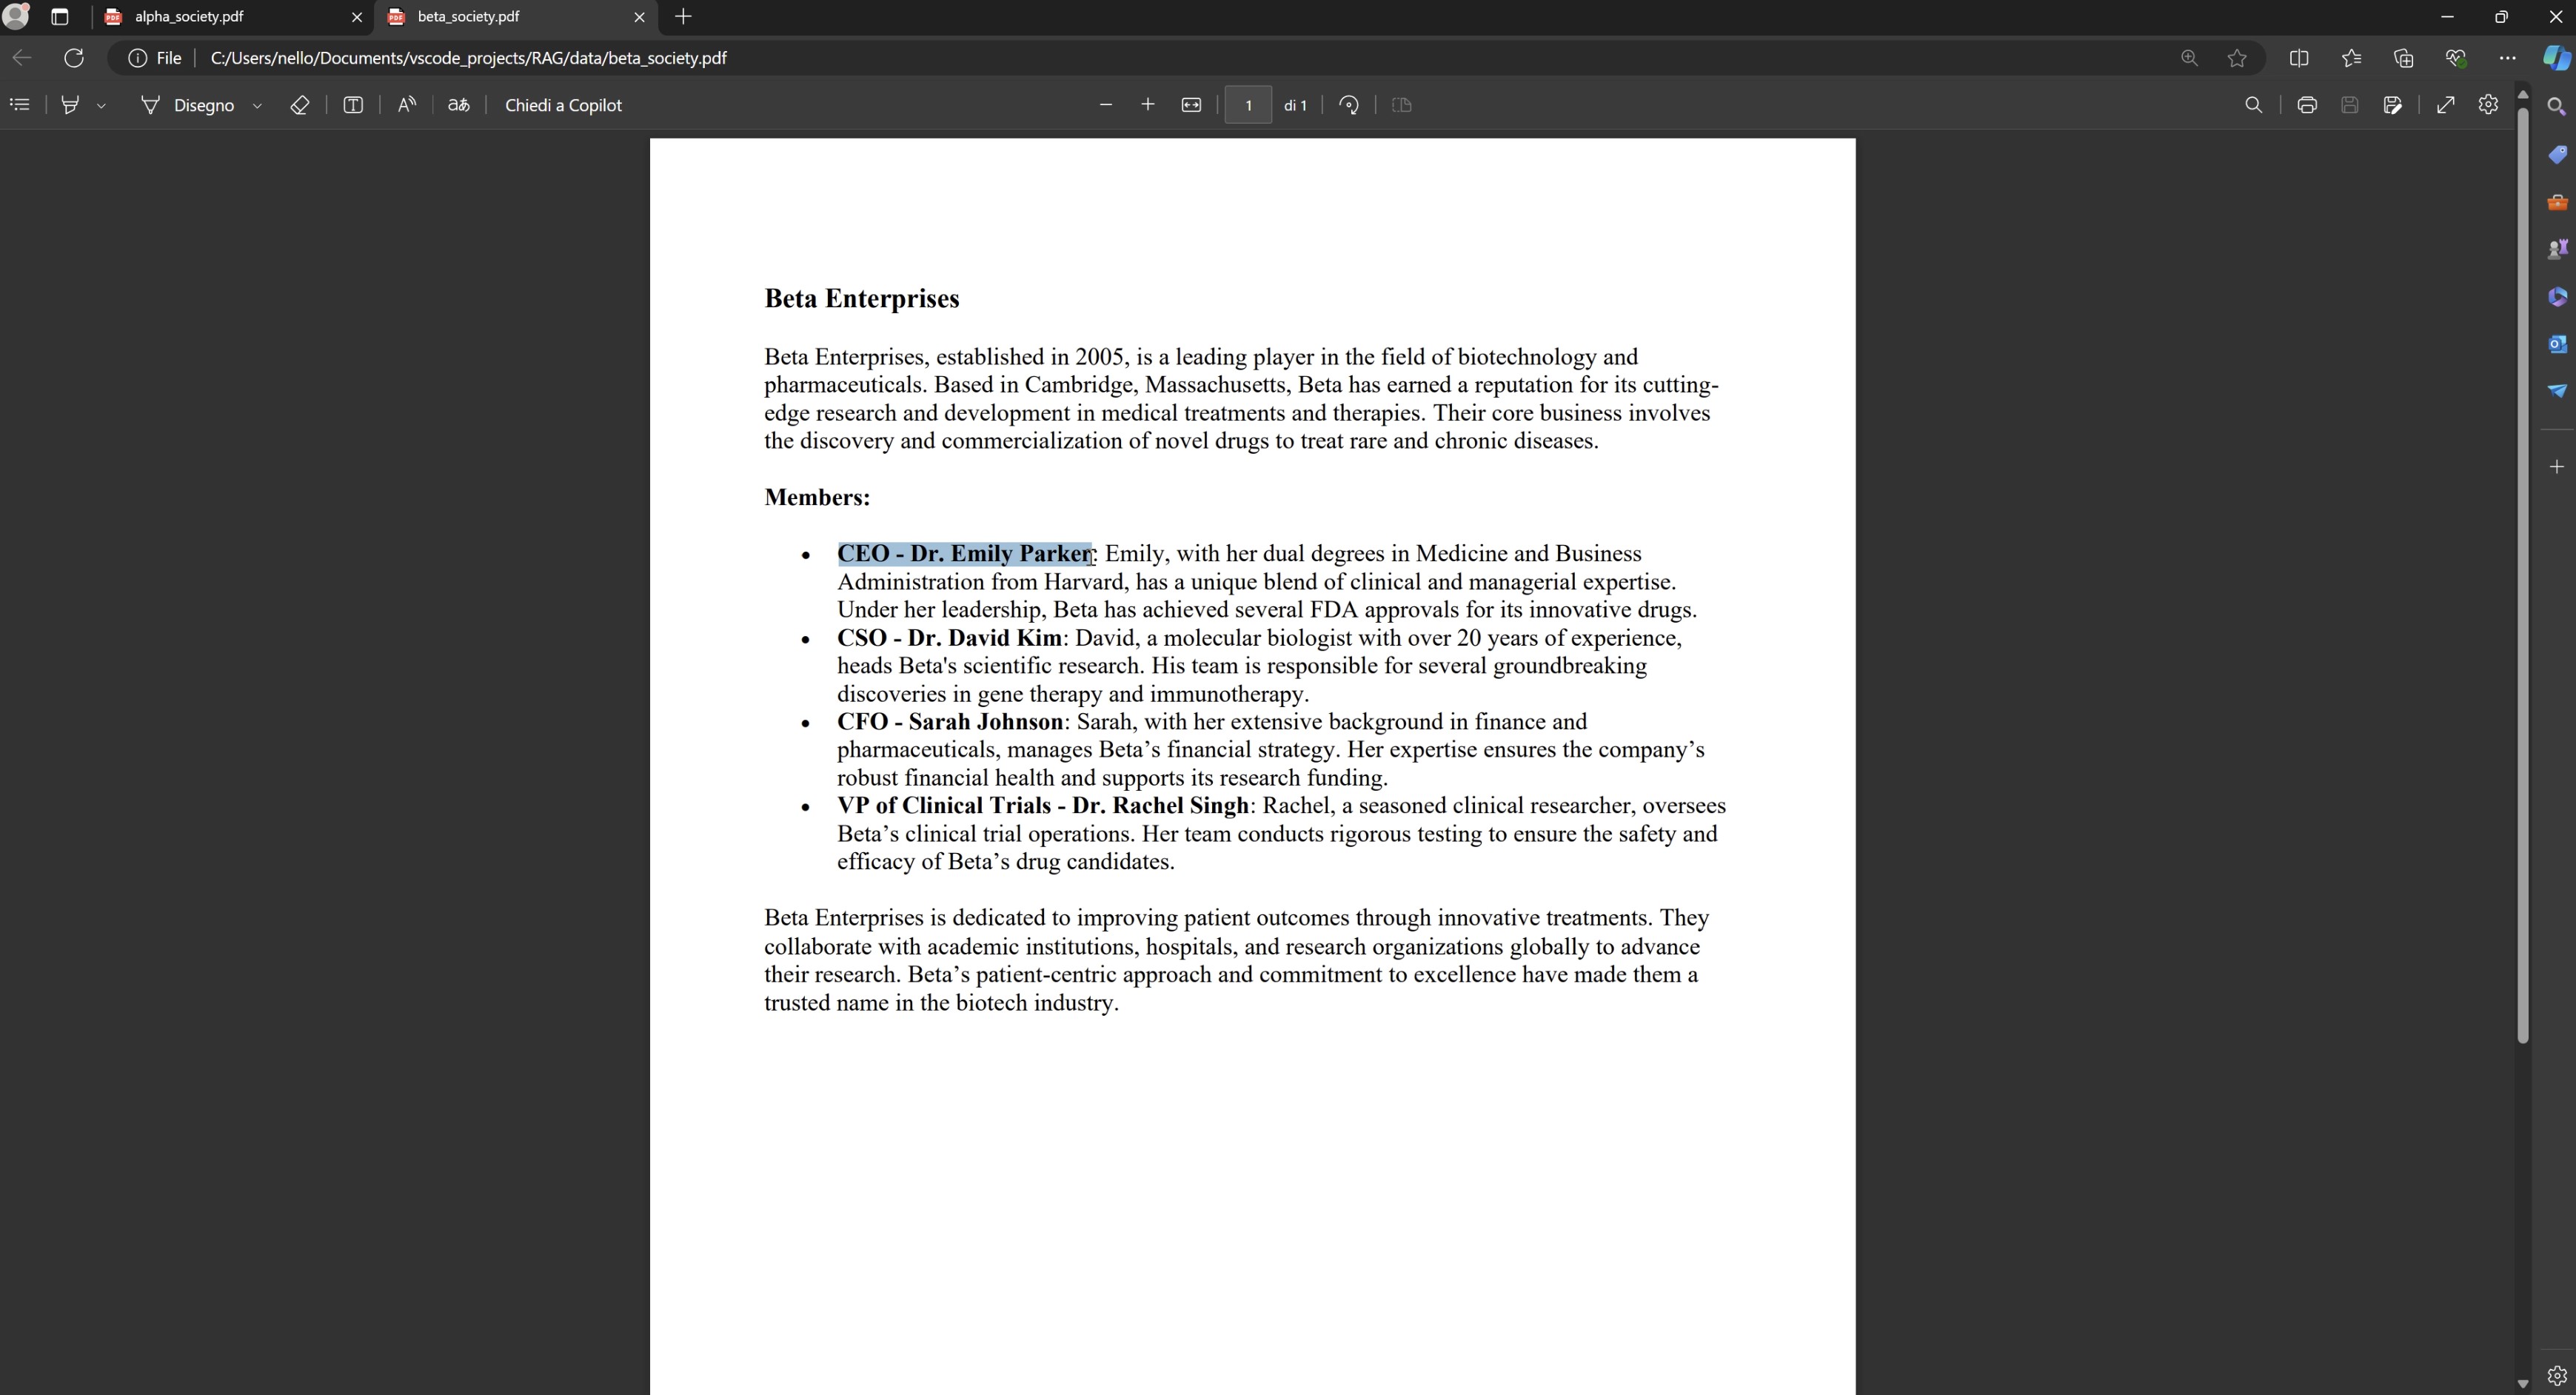 alpha_society.pdf
beta_society.pdf
File
C:/Users/nello/Documents/vscode_projects/RAG/data/beta_society.pdf
Disegno
aあ
Chiedi a Copilot
1
di 1
Beta Enterprises
Beta Enterprises, established in 2005, is a leading player in the field of biotechnology and
pharmaceuticals. Based in Cambridge, Massachusetts, Beta has earned a reputation for its cutting-
edge research and development in medical treatments and therapies. Their core business involves
the discovery and commercialization of novel drugs to treat rare and chronic diseases.
Members:
• CEO - Dr. Emily Parker: Emily, with her dual degrees in Medicine and Business
Administration from Harvard, has a unique blend of clinical and managerial expertise.
Under her leadership, Beta has achieved several FDA approvals for its innovative drugs.
• CSO - Dr. David Kim: David, a molecular biologist with over 20 years of experience,
heads Beta's scientific research. His team is responsible for several groundbreaking
discoveries in gene therapy and immunotherapy.
• CFO - Sarah Johnson: Sarah, with her extensive background in finance and
pharmaceuticals, manages Beta’s financial strategy. Her expertise ensures the company’s
robust financial health and supports its research funding.
• VP of Clinical Trials - Dr. Rachel Singh: Rachel, a seasoned clinical researcher, oversees
Beta’s clinical trial operations. Her team conducts rigorous testing to ensure the safety and
efficacy of Beta’s drug candidates.
Beta Enterprises is dedicated to improving patient outcomes through innovative treatments. They
collaborate with academic institutions, hospitals, and research organizations globally to advance
their research. Beta’s patient-centric approach and commitment to excellence have made them a
trusted name in the biotech industry.